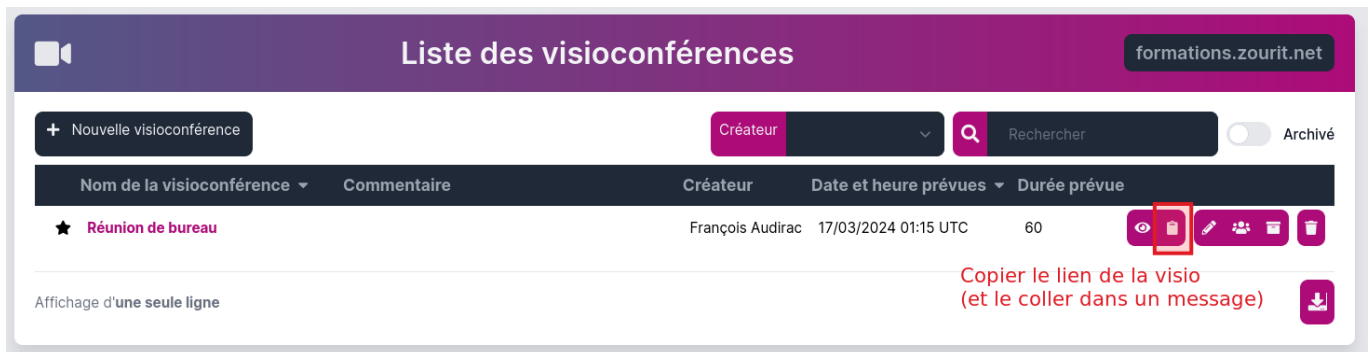 Liste des visioconférences
formations.zourit.net
+ Nouvelle visioconférence
Créateur
Rechercher
Archivé
Nom de la visioconférence Commentaire Créateur Date et heure prévues Durée prévue
Réunion de bureau François Audirac 17/03/2024 01:15 UTC 60
Copier le lien de la visio
(et le coller dans un message)
Affichage d'une seule ligne